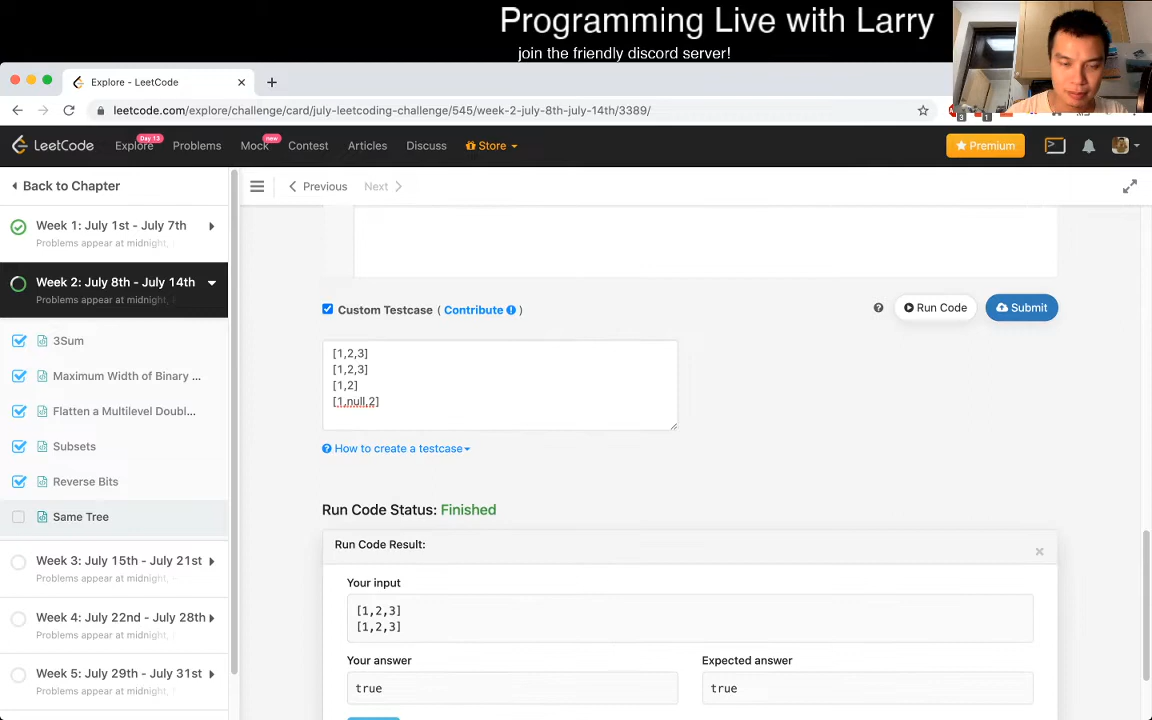 Programming Live with Larry
join the friendly discord server!
Explore - LeetCode
leetcode.com/explore/challenge/card/july-leetcoding-challenge/545/week-2-july-8th-july-14th/3389/
3
1
LeetCode
Explore
Day 13
Problems
Mock
new
Contest
Articles
Discuss
Store
Premium
Back to Chapter
Previous
Next
Week 1: July 1st - July 7th
Problems appear at midnight,
Week 2: July 8th - July 14th
Problems appear at midnight,
3Sum
Maximum Width of Binary ...
Flatten a Multilevel Doubl...
Subsets
Reverse Bits
Same Tree
Week 3: July 15th - July 21st
Problems appear at midnight,
Week 4: July 22nd - July 28th
Problems appear at midnight,
Week 5: July 29th - July 31st
Problems appear at midnight,
Custom Testcase ( Contribute )
Run Code
Submit
[1,2,3]
[1,2,3]
[1,2]
[1,null,2]
How to create a testcase
Run Code Status: Finished
Run Code Result:
×
Your input
[1,2,3]
[1,2,3]
Your answer
true
Expected answer
true